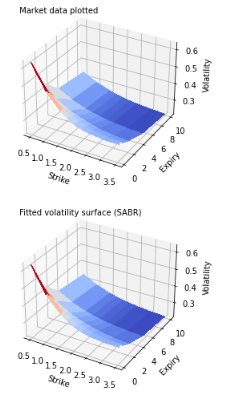 Market data plotted
0.6
0.5
0.4
0.3
Volatility
0.5 1.0 1.5 2.0 2.5 3.0 3.5
Strike
0 2 4 6 8 10
Expiry
Fitted volatility surface (SABR)
0.6
0.5
0.4
0.3
Volatility
0.5 1.0 1.5 2.0 2.5 3.0 3.5
Strike
0 2 4 6 8 10
Expiry